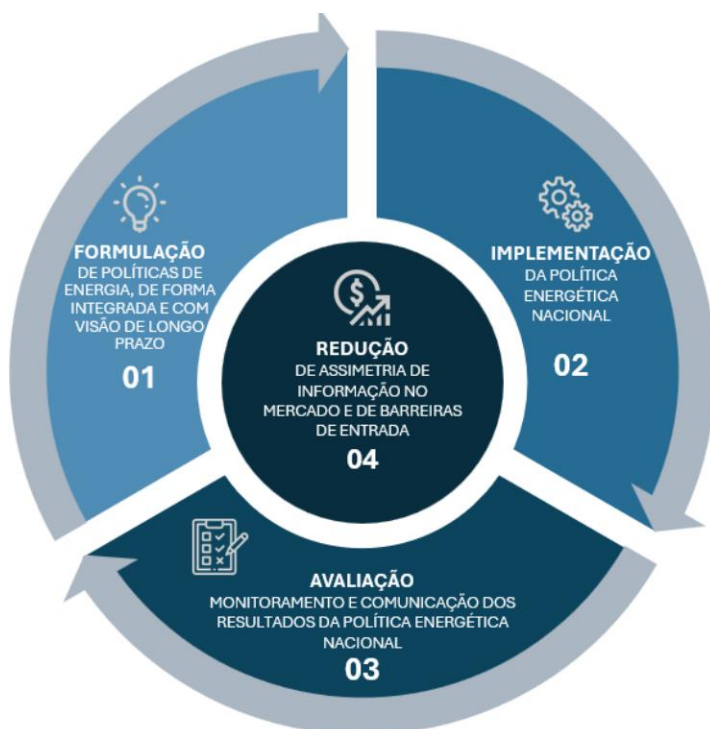 FORMULAÇÃO
DE POLÍTICAS DE
ENERGIA, DE FORMA
INTEGRADA E COM
VISÃO DE LONGO
PRAZO
01
IMPLEMENTAÇÃO
DA POLÍTICA
ENERGÉTICA
NACIONAL
02
REDUÇÃO
DE ASSIMETRIA DE
INFORMAÇÃO NO
MERCADO E DE BARREIRAS
DE ENTRADA
04
AVALIAÇÃO
MONITORAMENTO E COMUNICAÇÃO DOS
RESULTADOS DA POLÍTICA ENERGÉTICA
NACIONAL
03